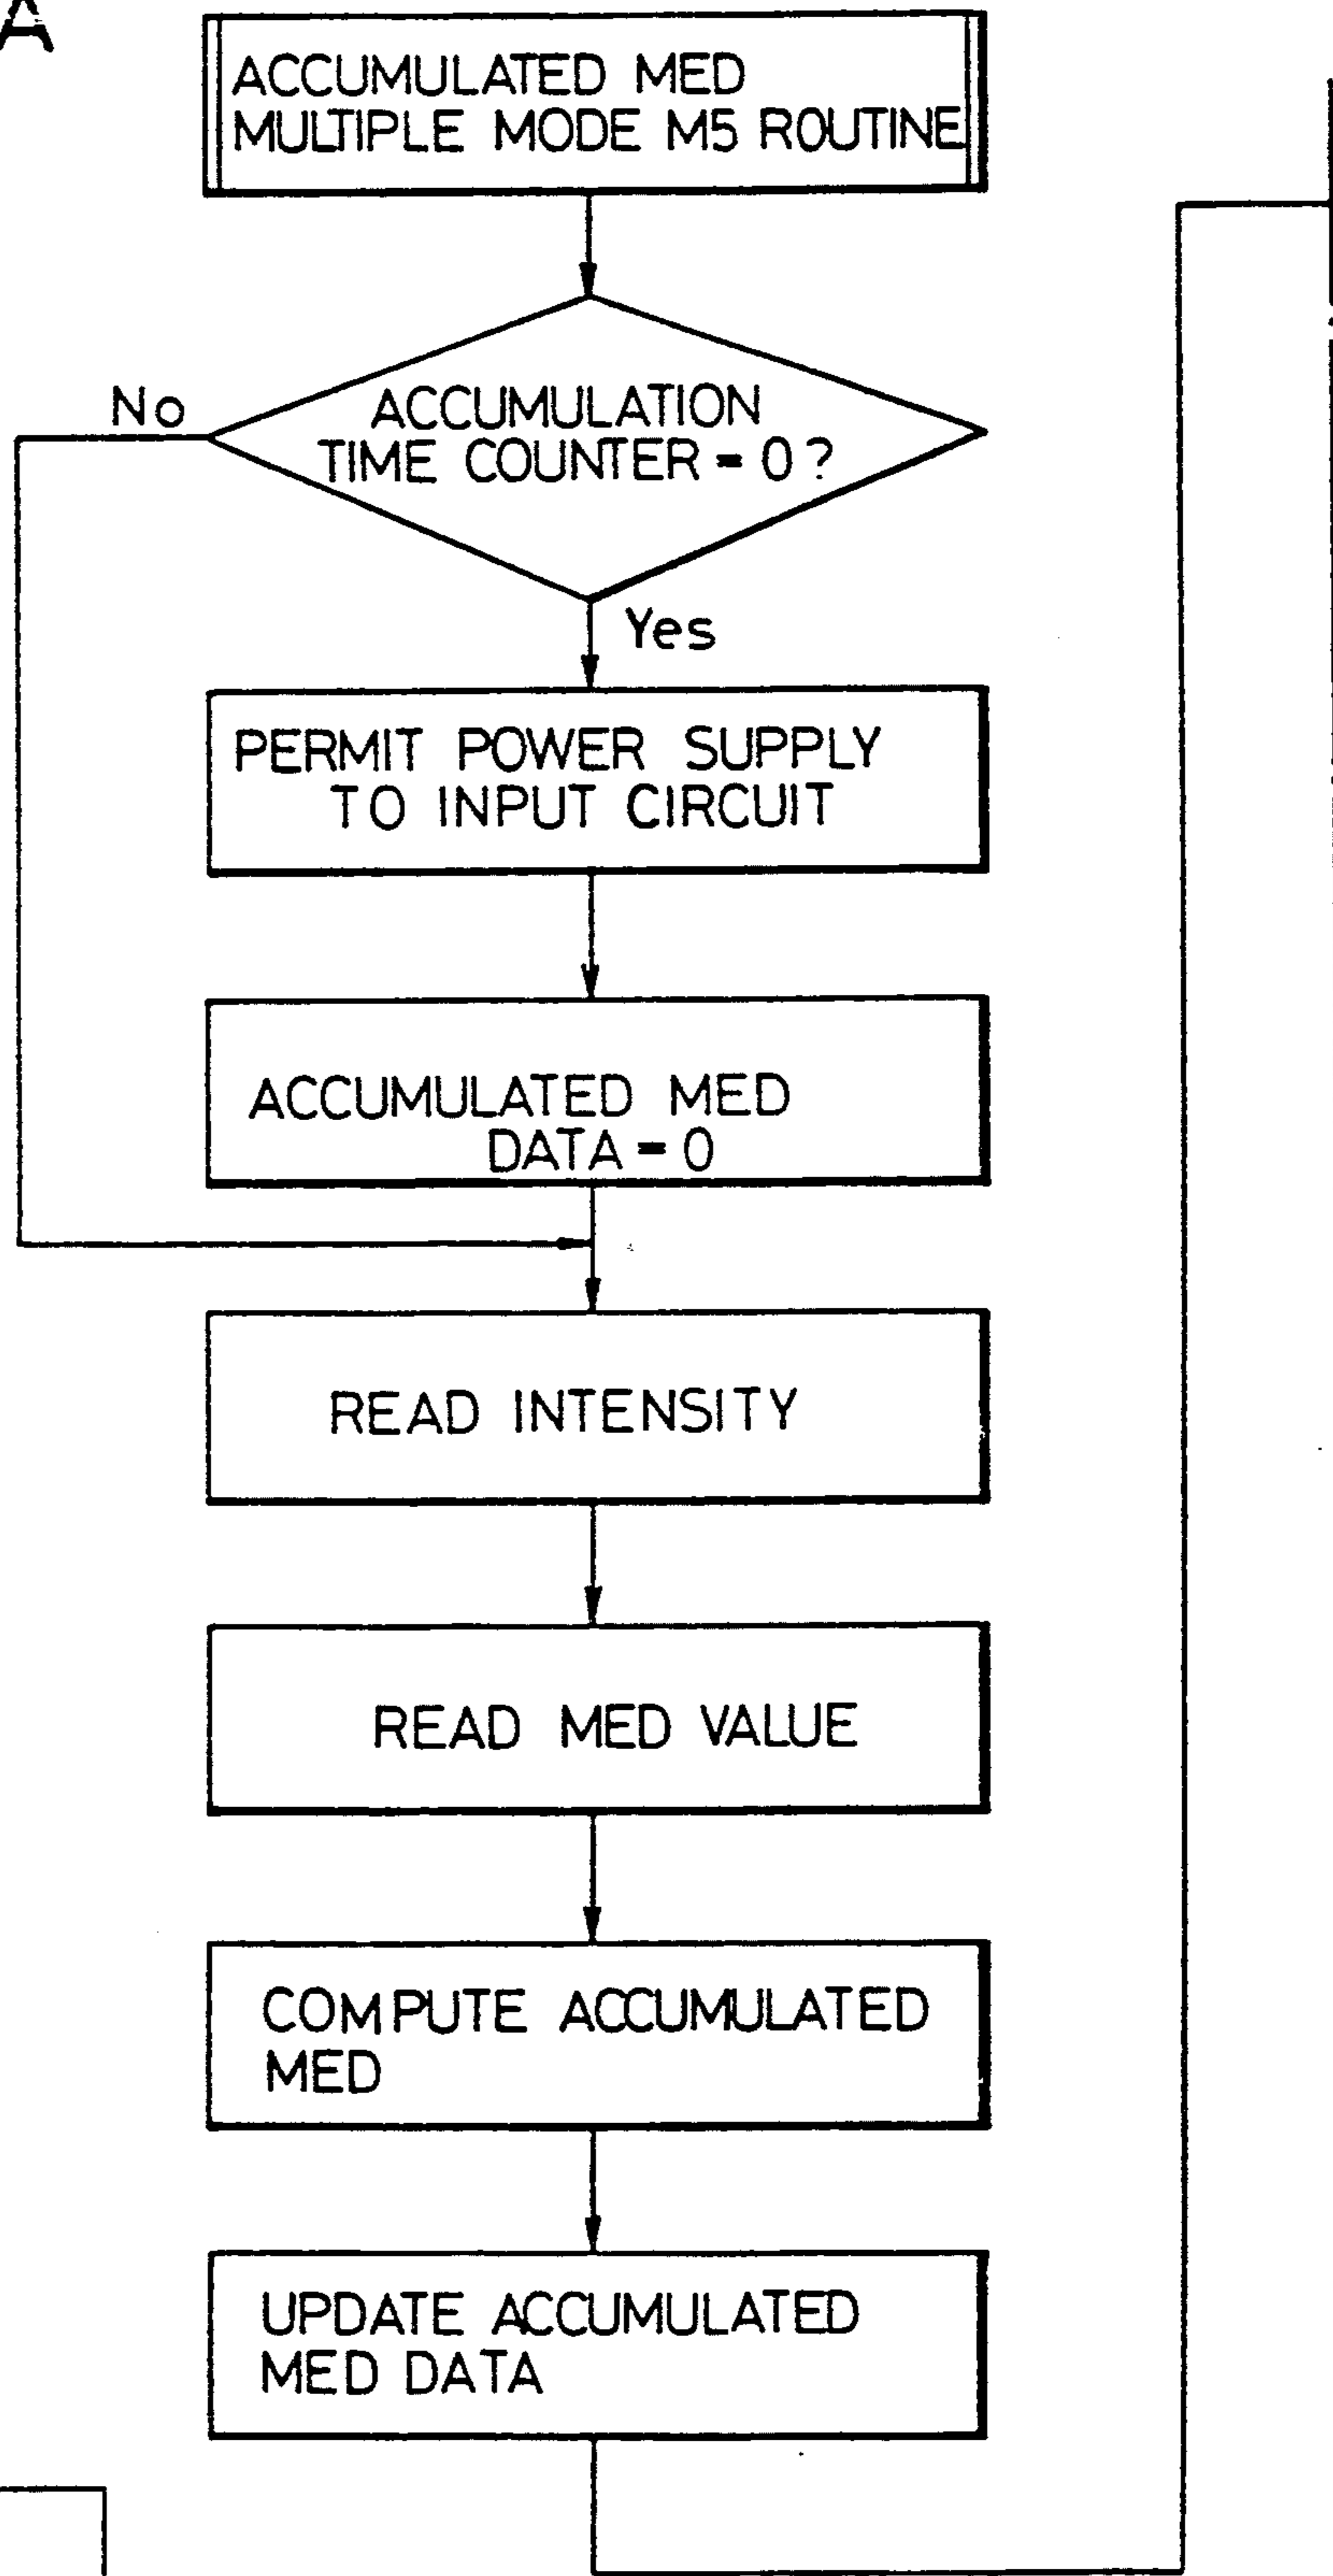 A
ACCUMULATED MED
MULTIPLE MODE M5 ROUTINE
No
ACCUMULATION
TIME COUNTER = 0?
Yes
PERMIT POWER SUPPLY
TO INPUT CIRCUIT
ACCUMULATED MED
DATA = 0
READ INTENSITY
READ MED VALUE
COMPUTE ACCUMULATED
MED
UPDATE ACCUMULATED
MED DATA